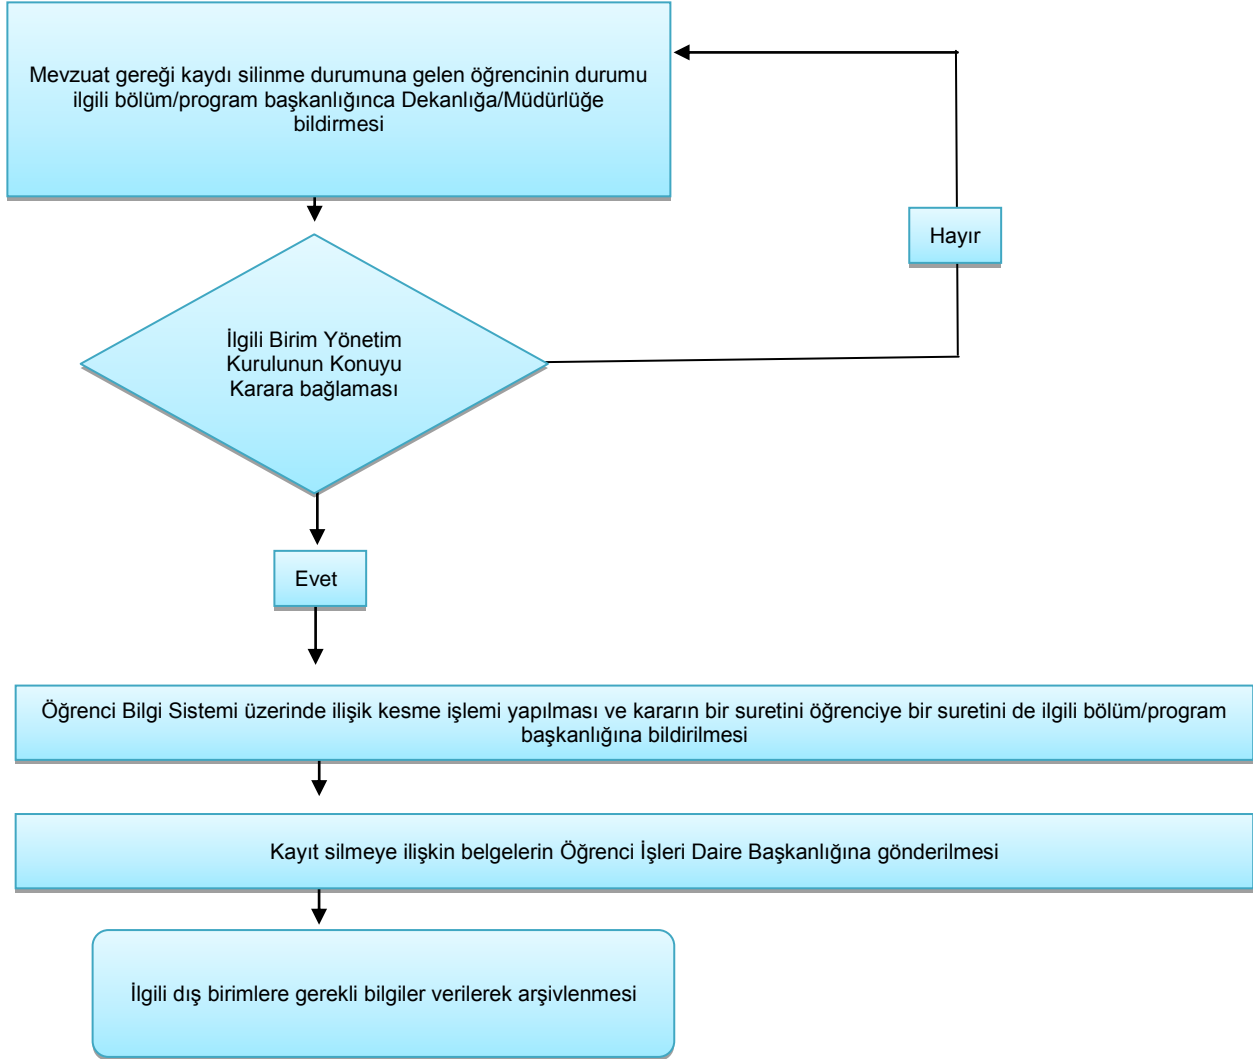 Mevzuat gereği kaydı silinme durumuna gelen öğrencinin durumu
ilgili bölüm/program başkanlığınca Dekanlığa/Müdürlüğe
bildirmesi
Hayır
İlgili Birim Yönetim
Kurulunun Konuyu
Karara bağlaması
Evet
Öğrenci Bilgi Sistemi üzerinde ilişik kesme işlemi yapılması ve kararın bir suretini öğrenciye bir suretini de ilgili bölüm/program
başkanlığına bildirilmesi
Kayıt silmeye ilişkin belgelerin Öğrenci İşleri Daire Başkanlığına gönderilmesi
İlgili dış birimlere gerekli bilgiler verilerek arşivlenmesi